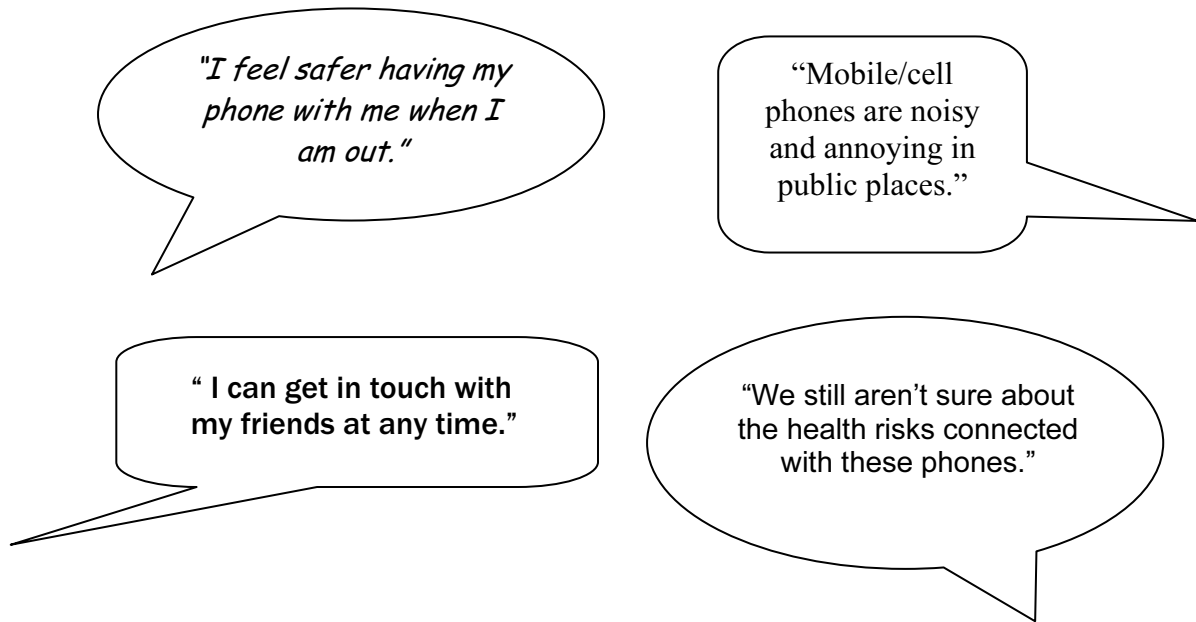 "I feel safer having my
phone with me when I
am out."
“Mobile/cell
phones are noisy
and annoying in
public places.”
“ I can get in touch with
my friends at any time.”
“We still aren’t sure about
the health risks connected
with these phones.”